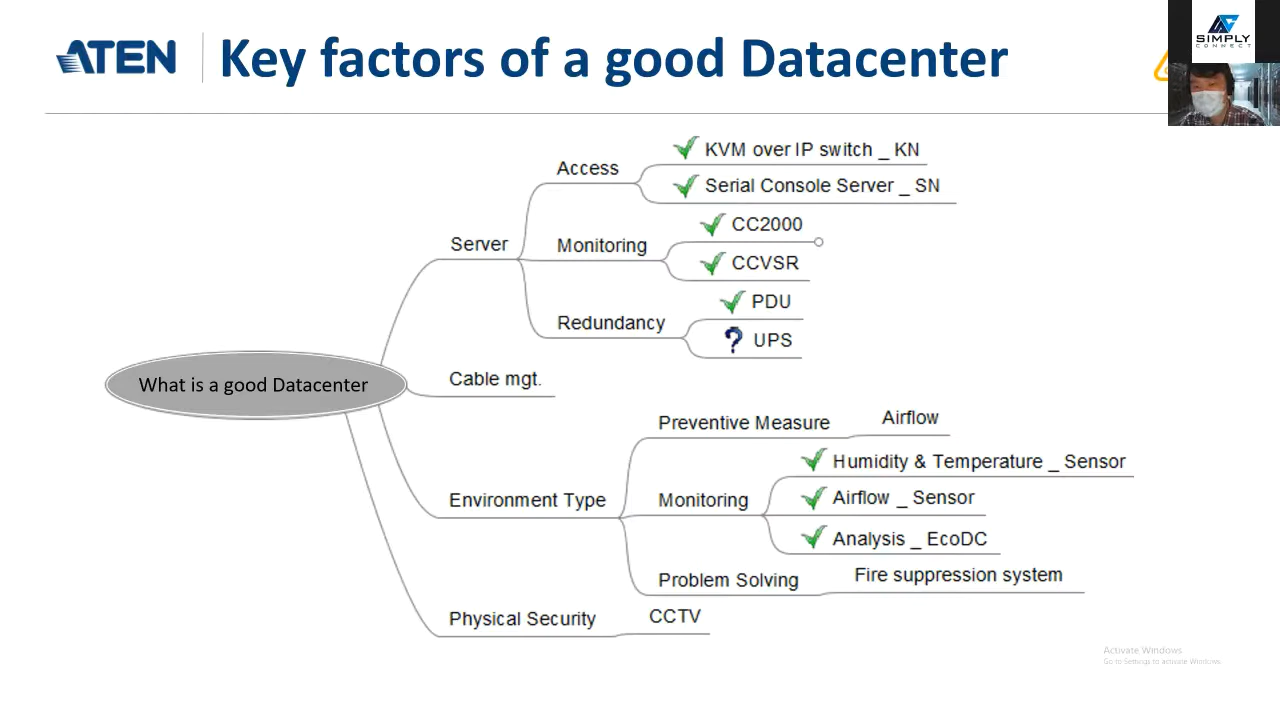 ATEN
Key factors of a good Datacenter
SIMPLY
CONNECT
KVM over IP switch _ KN
Access
Serial Console Server _ SN
CC2000
Server
Monitoring
CCVSR
PDU
Redundancy
UPS
What is a good Datacenter
Cable mgt.
Preventive Measure
Airflow
Humidity & Temperature _ Sensor
Environment Type
Monitoring
Airflow _ Sensor
Analysis _ EcoDC
Problem Solving
Fire suppression system
Physical Security
CCTV
Activate Windows
Go to Settings to activate Windows.